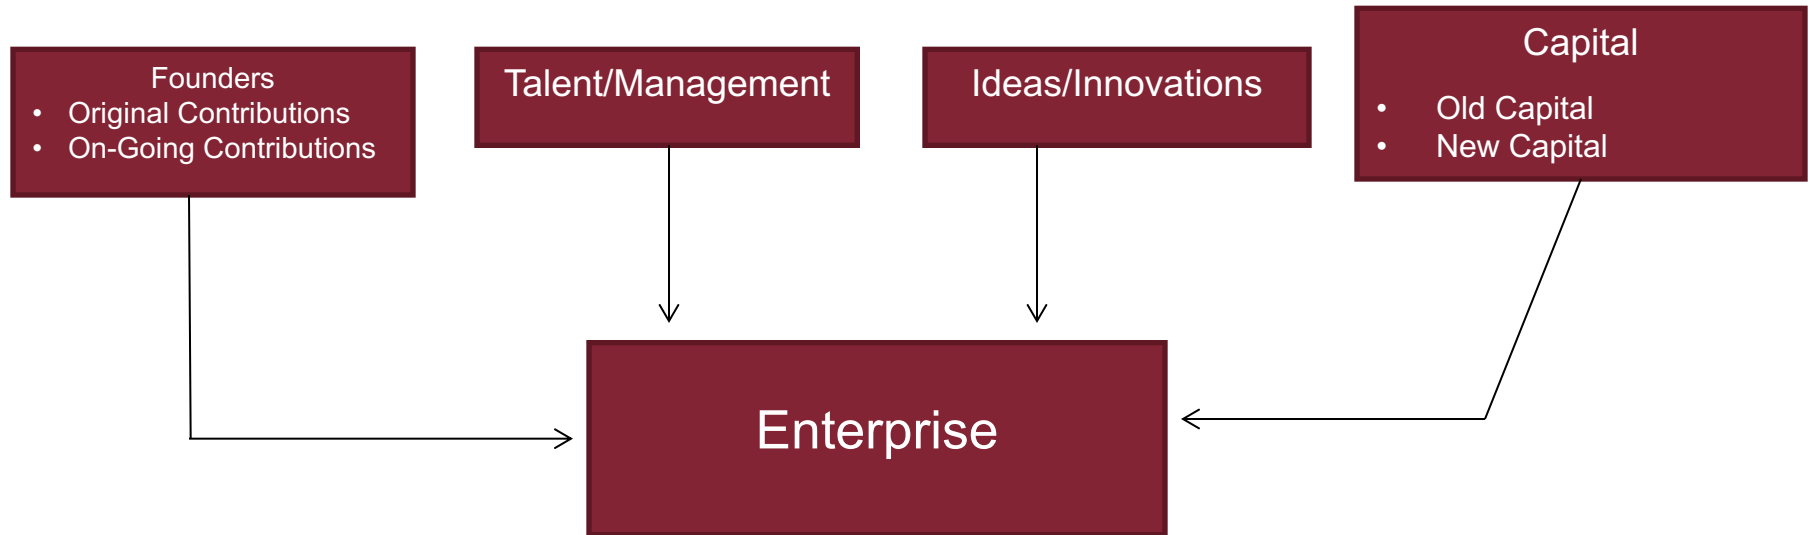 Founders
• Original Contributions
• On-Going Contributions
Talent/Management
Ideas/Innovations
Capital
• Old Capital
• New Capital
Enterprise